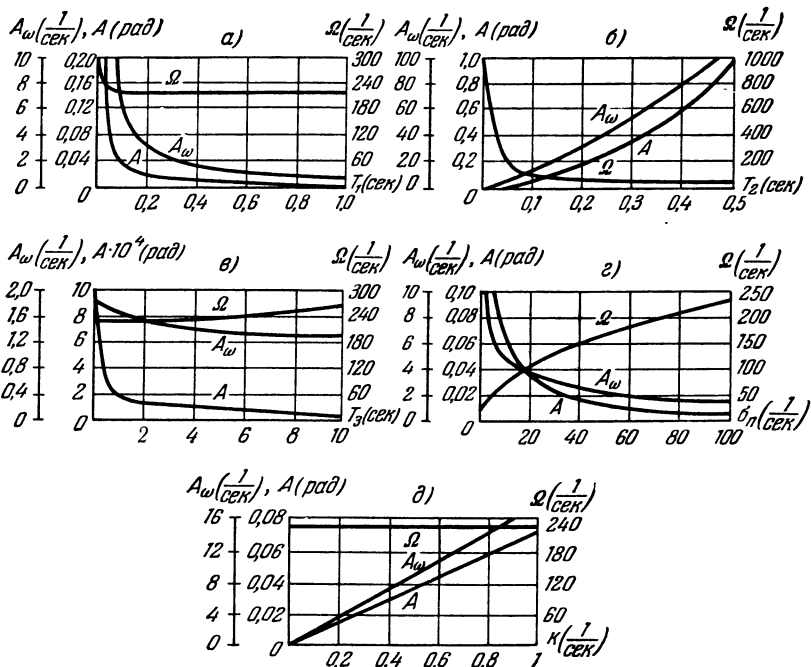 Aω(1/сек), A(рад) а) Ω(1/сек)
10 0,20 300
8 0,16 240
6 0,12 180
4 0,08 120
2 0,04 60
0 0 T₁(сек)
0,2 0,4 0,6 0,8 1,0
Ω
Aω
A
Aω(1/сек), A(рад) б) Ω(1/сек)
100 1,0 1000
80 0,8 800
60 0,6 600
40 0,4 400
20 0,2 200
0 0 T₂(сек)
0,1 0,2 0,3 0,4 0,5
Aω
A
Ω
Aω(1/сек), A·10⁴(рад) в) Ω(1/сек)
2,0 10 300
1,6 8 240
1,2 6 180
0,8 4 120
0,4 2 60
0 0 T₃(сек)
2 4 6 8 10
Ω
Aω
A
Aω(1/сек), A(рад) г) Ω(1/сек)
10 0,10 250
8 0,08 200
6 0,06 150
4 0,04 100
2 0,02 50
0 0 σп(1/сек)
20 40 60 80 100
Ω
Aω
A
Aω(1/сек), A(рад) д) Ω(1/сек)
16 0,08 240
12 0,06 180
8 0,04 120
4 0,02 60
0 0 к(1/сек)
0.2 0.4 0.6 0.8 1
Ω
Aω
A